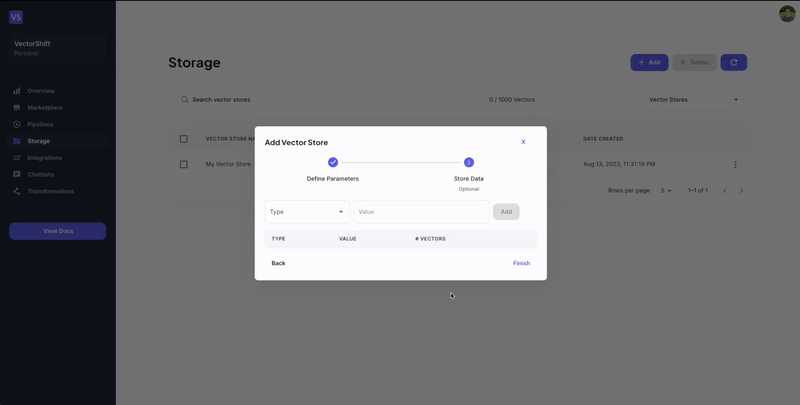 VS
VectorShift
Personal
Overview
Marketplace
Pipelines
Storage
Integrations
Chatbots
Transformations
View Docs
Storage
+ Add
Delete
Search vector stores
0 / 1000 Vectors
Vector Stores
VECTOR STORE NA
DATE CREATED
My Vector Store
Aug 13, 2023, 11:31:19 PM
Rows per page: 5
1–1 of 1
Add Vector Store
X
2
Define Parameters
Store Data
Optional
Type
Value
Add
TYPE VALUE # VECTORS
Back
Finish